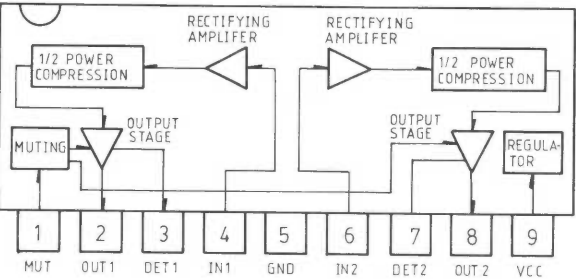 RECTIFYING
AMPLIFER
RECTIFYING
AMPLIFER
1/2 POWER
COMPRESSION
1/2 POWER
COMPRESSION
OUTPUT
STAGE
OUTPUT
STAGE
MUTING
REGULA-
TOR
1 2 3 4 5 6 7 8 9
MUT OUT1 DET1 IN1 GND IN2 DET2 OUT2 VCC